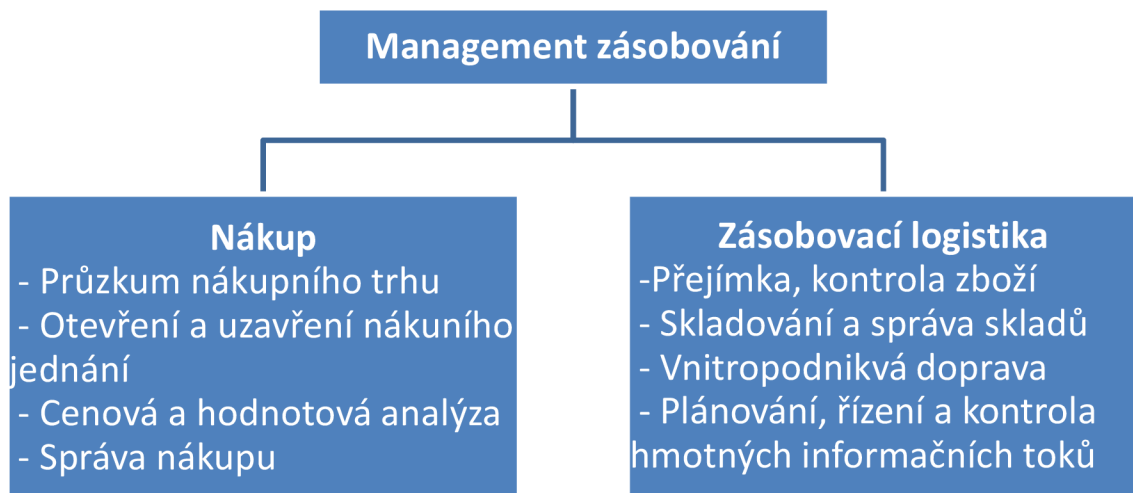 Management zásobování
Nákup
- Průzkum nákupního trhu
- Otevření a uzavření nákuního
jednání
- Cenová a hodnotová analýza
- Správa nákupu
Zásobovací logistika
-Přejímka, kontrola zboží
- Skladování a správa skladů
- Vnitropodnikvá doprava
- Plánování, řízení a kontrola
hmotných informačních toků